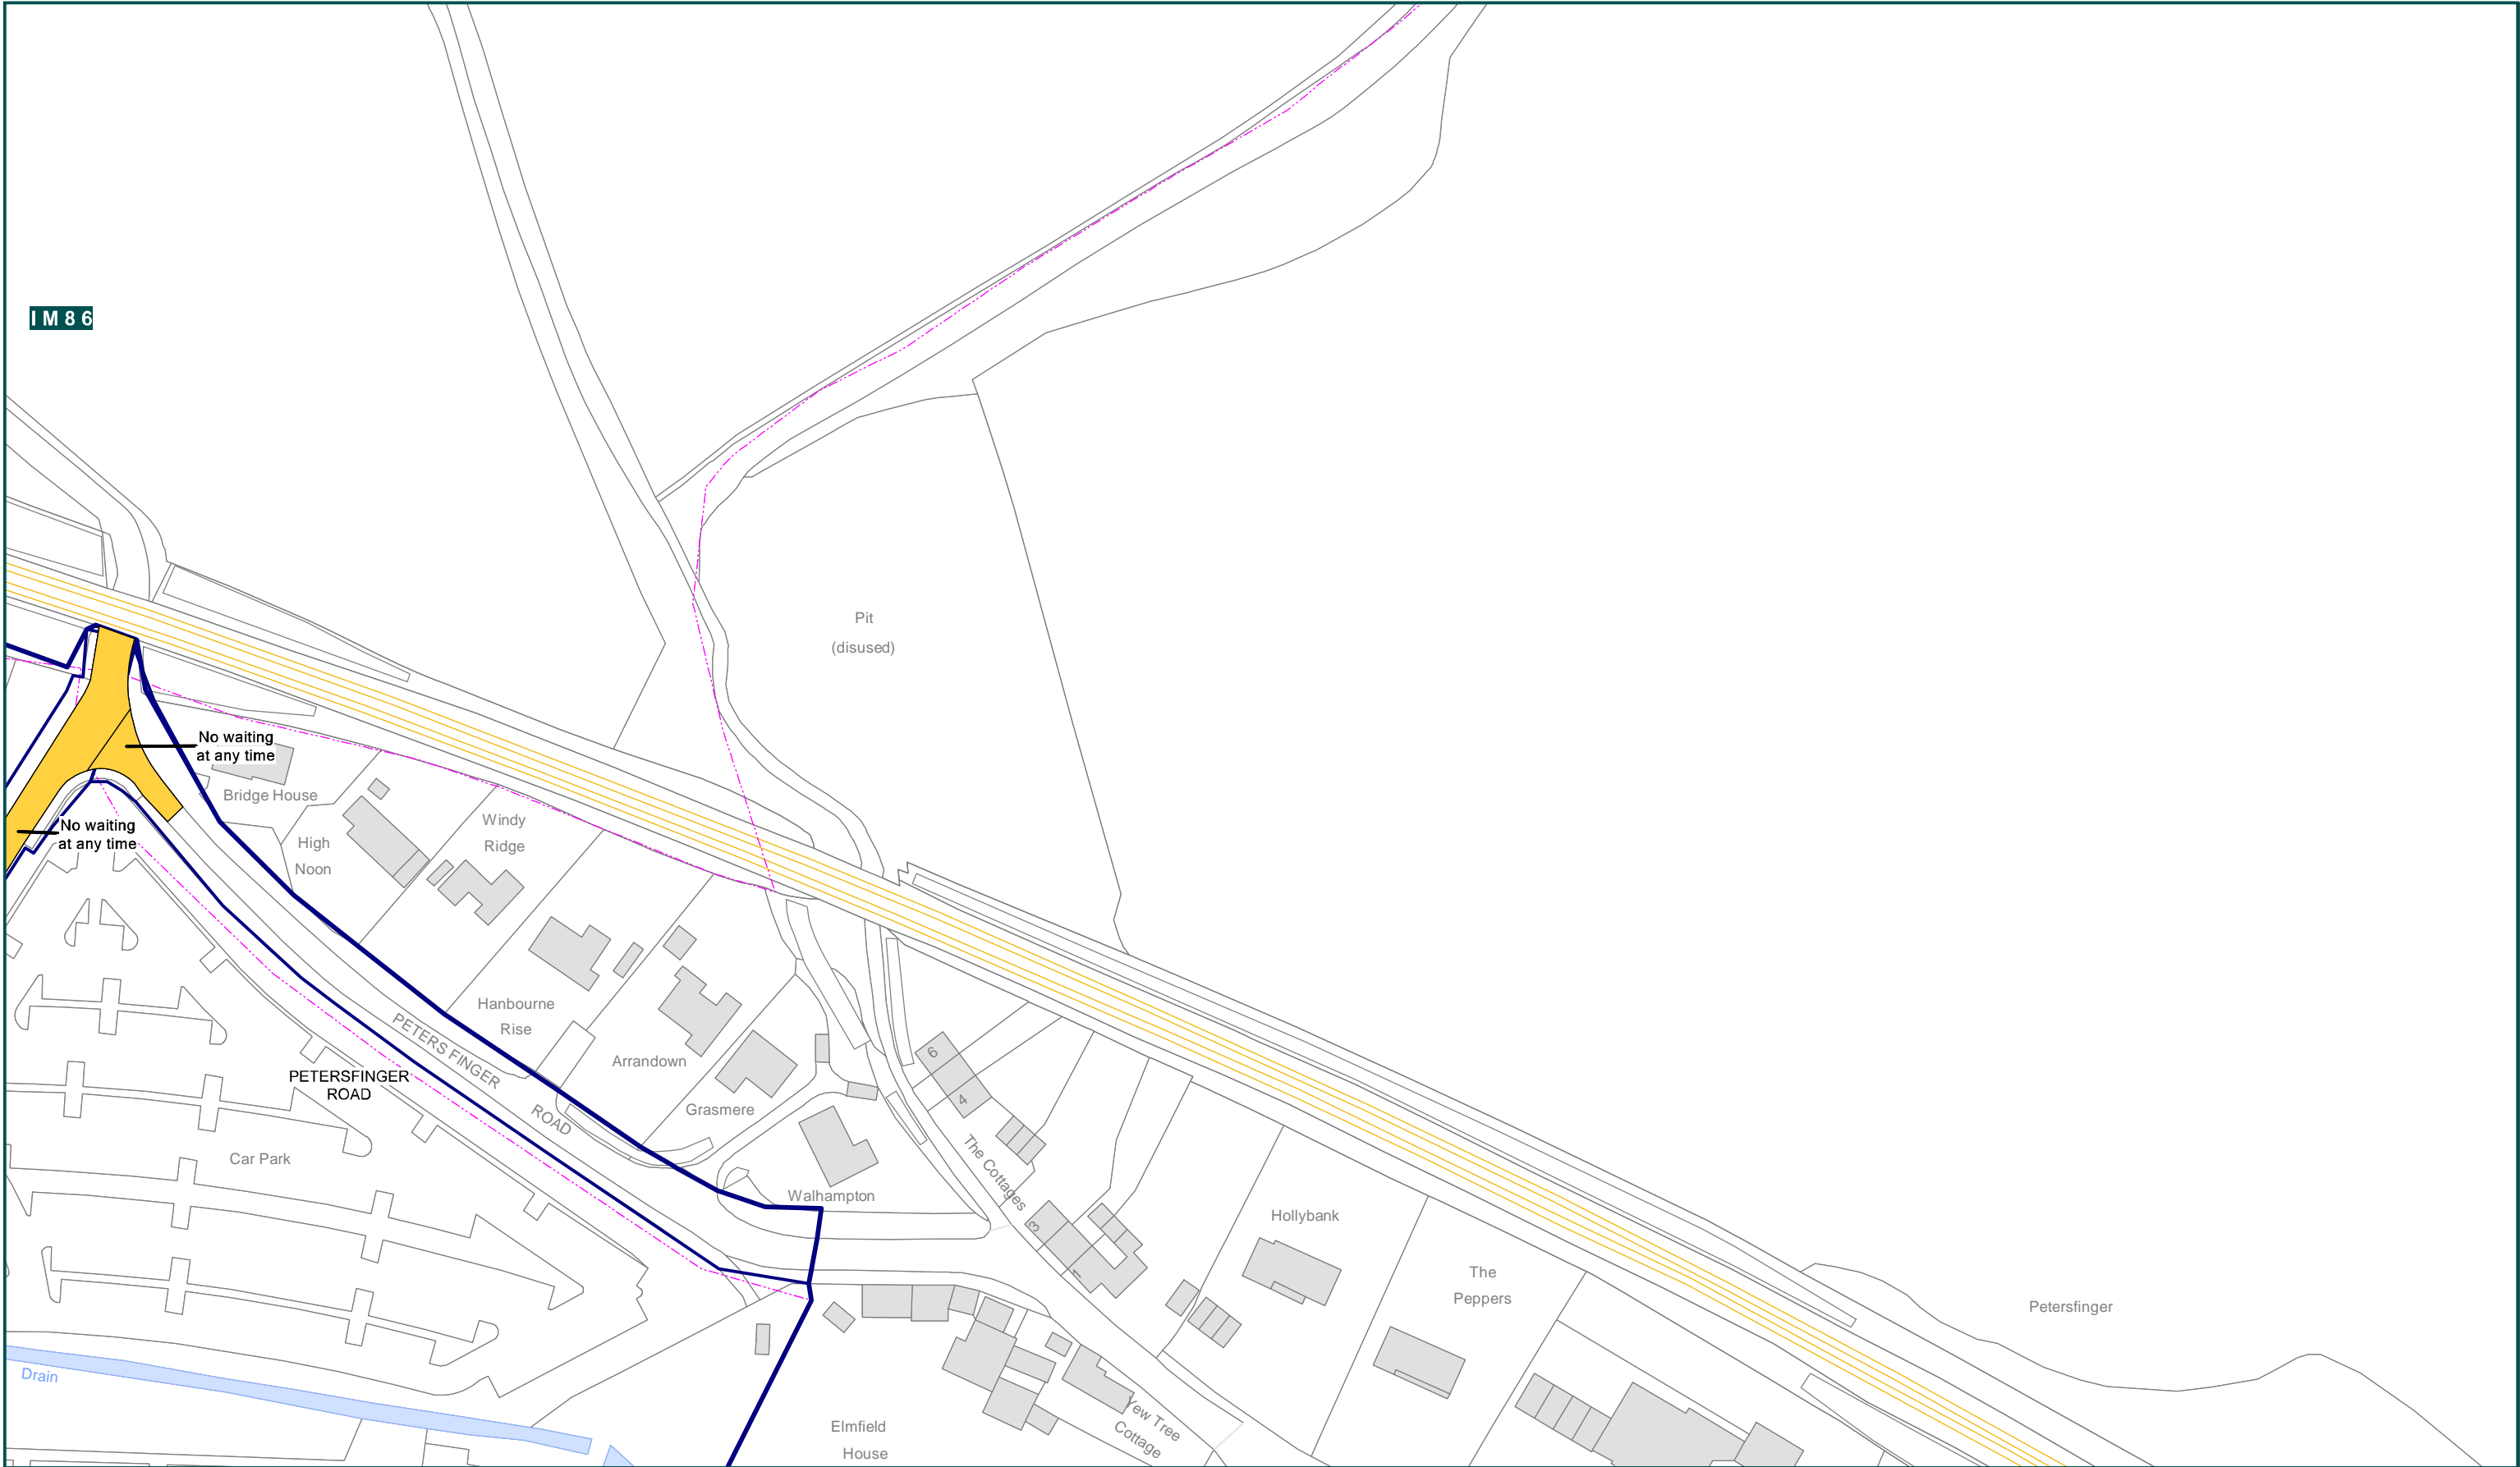 IM86
Pit
(disused)
No waiting
at any time
Bridge House
No waiting
at any time
High
Noon
Windy
Ridge
Hanbourne
Rise
PETERS FINGER
ROAD
PETERSFINGER
ROAD
Arrandown
Grasmere
Car Park
Walhampton
6
4
The Cottages
3
1
Hollybank
The
Peppers
Petersfinger
Drain
Elmfield
House
Yew Tree
Cottage